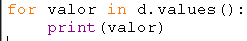 for valor in d.values():
    print(valor)